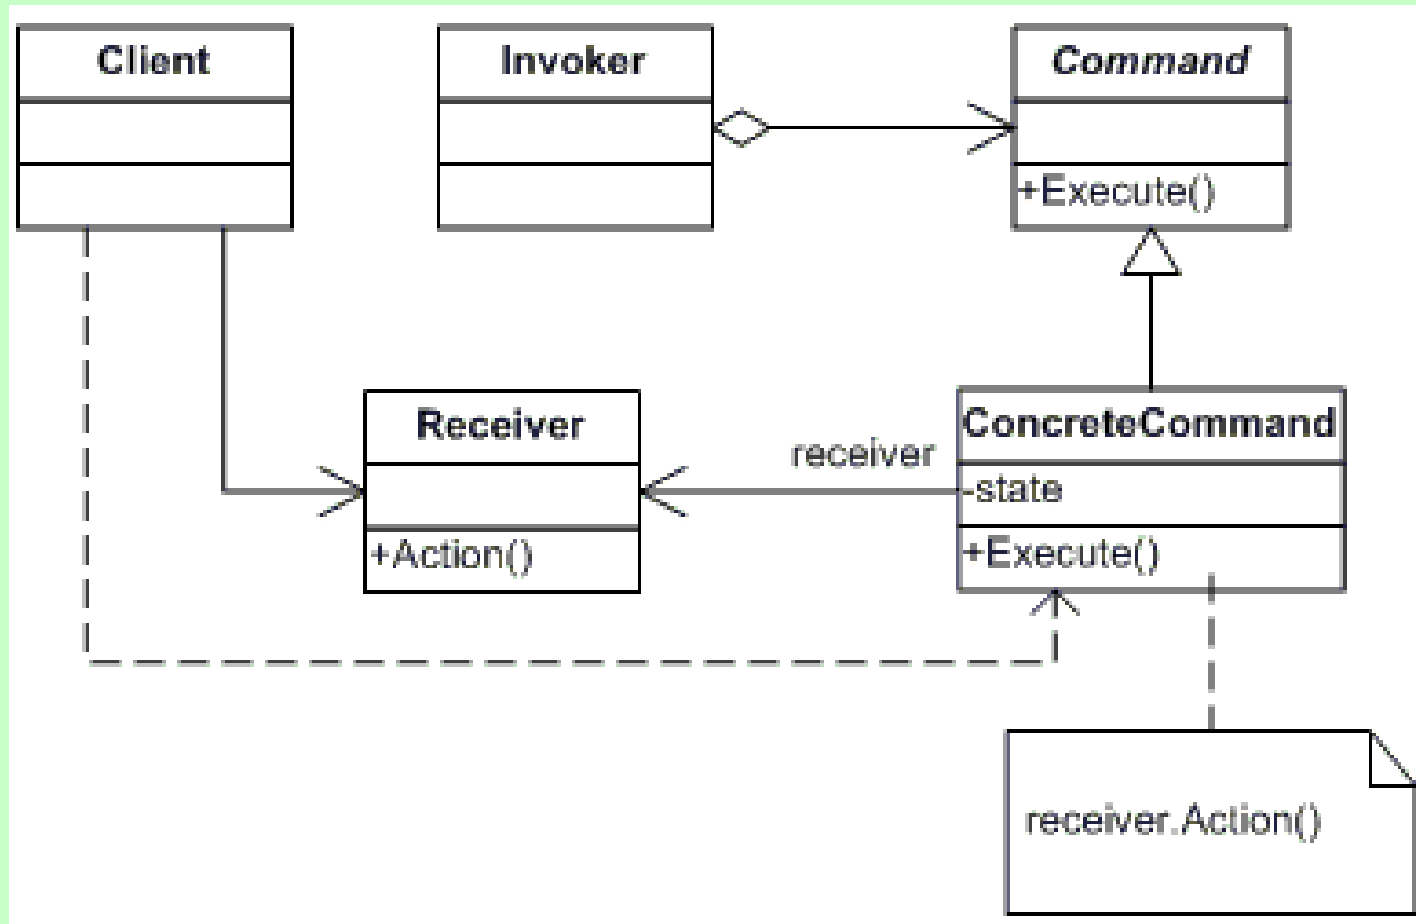 Client
Invoker
Command
+Execute()
Receiver
+Action()
receiver
ConcreteCommand
-state
+Execute()
receiver.Action()